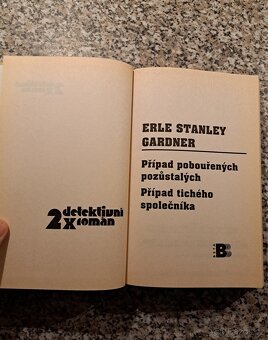 2x detektivní
román
ERLE STANLEY
GARDNER
Případ pobouřených
pozůstalých
Případ tichého
společníka
B